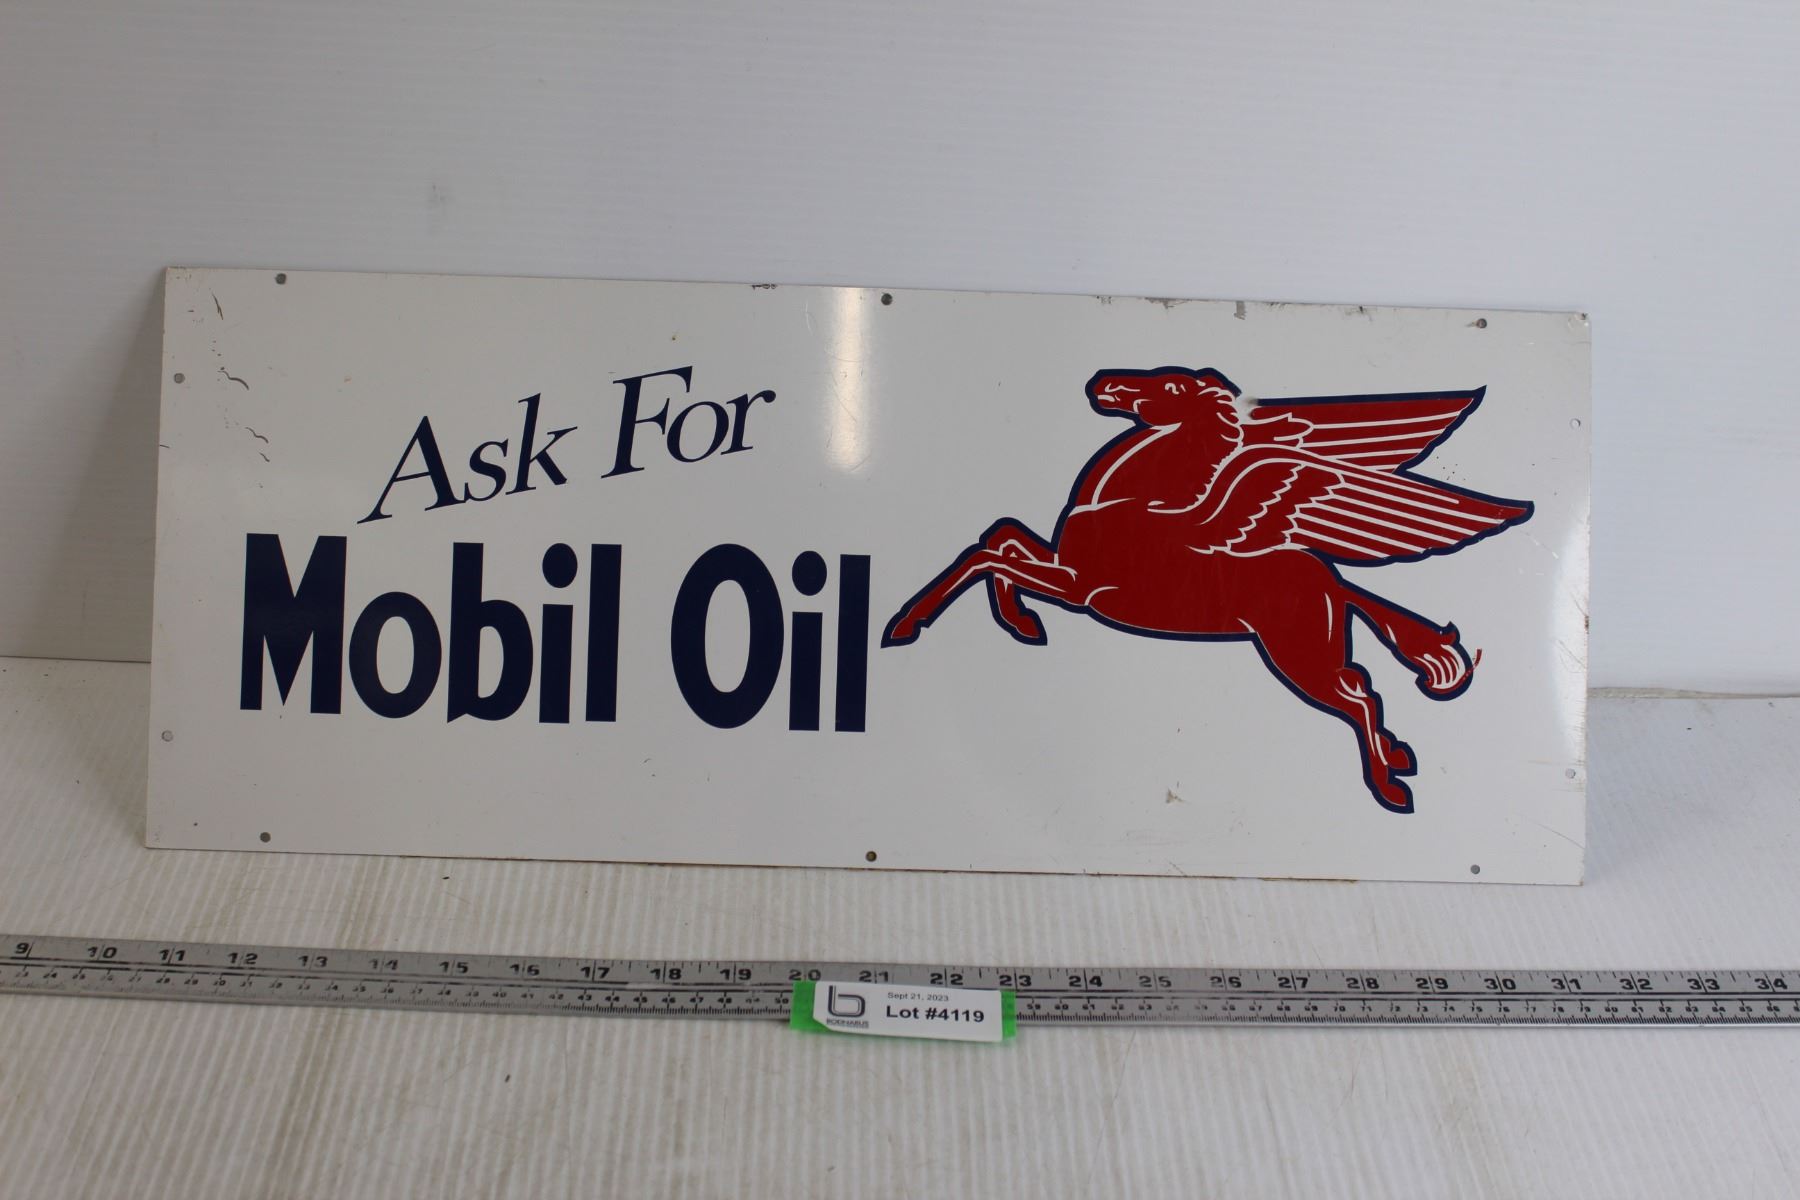 Ask For
Mobil Oil
9 10 11 12 13 14 15 16 17 18 19 20 21 22 23 24 25 26 27 28 29 30 31 32 33 34
Sept 21, 2023
Lot #4119
BODNARUS